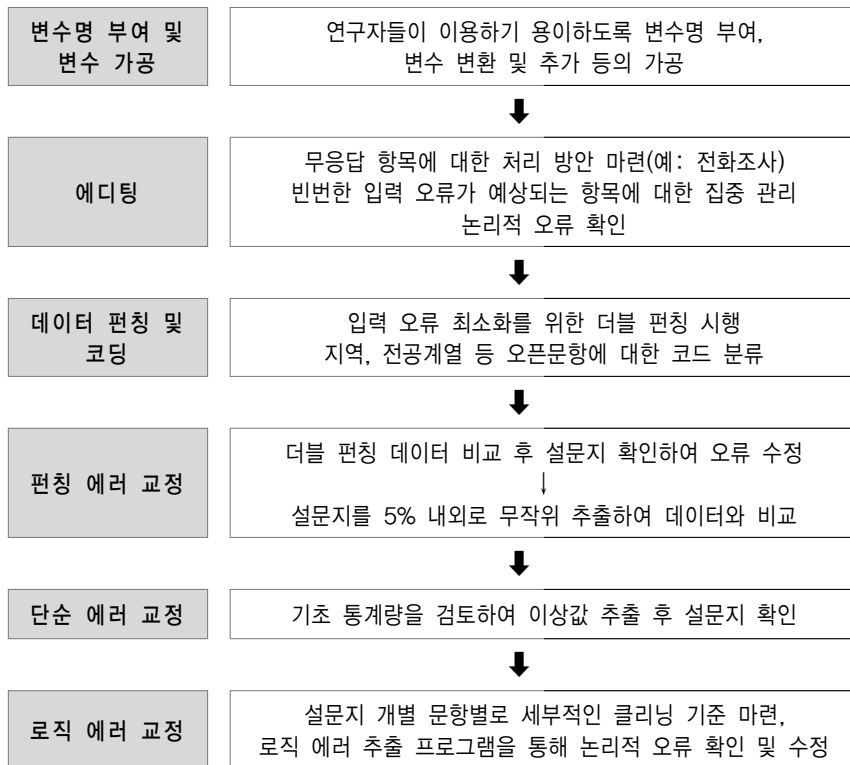 변수명 부여 및
변수 가공
연구자들이 이용하기 용이하도록 변수명 부여,
변수 변환 및 추가 등의 가공
에디팅
무응답 항목에 대한 처리 방안 마련(예: 전화조사)
빈번한 입력 오류가 예상되는 항목에 대한 집중 관리
논리적 오류 확인
데이터 펀칭 및
코딩
입력 오류 최소화를 위한 더블 펀칭 시행
지역, 전공계열 등 오픈문항에 대한 코드 분류
펀칭 에러 교정
더블 펀칭 데이터 비교 후 설문지 확인하여 오류 수정
설문지를 5% 내외로 무작위 추출하여 데이터와 비교
단순 에러 교정
기초 통계량을 검토하여 이상값 추출 후 설문지 확인
로직 에러 교정
설문지 개별 문항별로 세부적인 클리닝 기준 마련,
로직 에러 추출 프로그램을 통해 논리적 오류 확인 및 수정